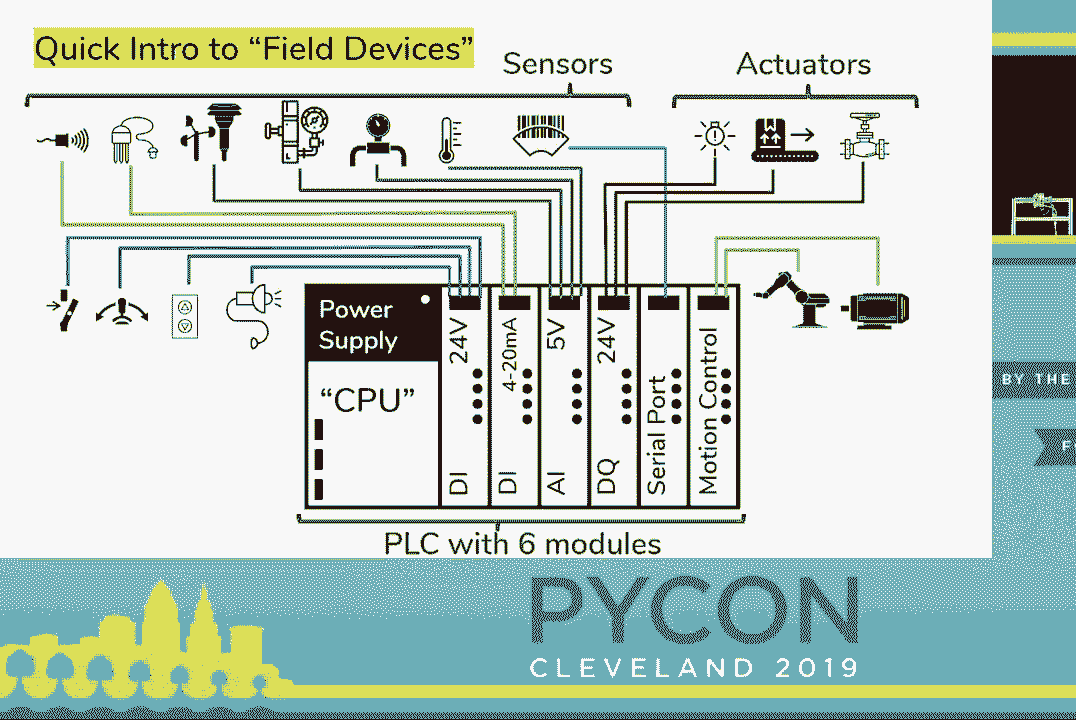 Quick Intro to “Field Devices”
Sensors
Actuators
Power
Supply
“CPU”
24V
DI
4-20mA
DI
5V
AI
24V
DQ
Serial Port
Motion Control
PLC with 6 modules
BY THE
F
PYCON
CLEVELAND 2019